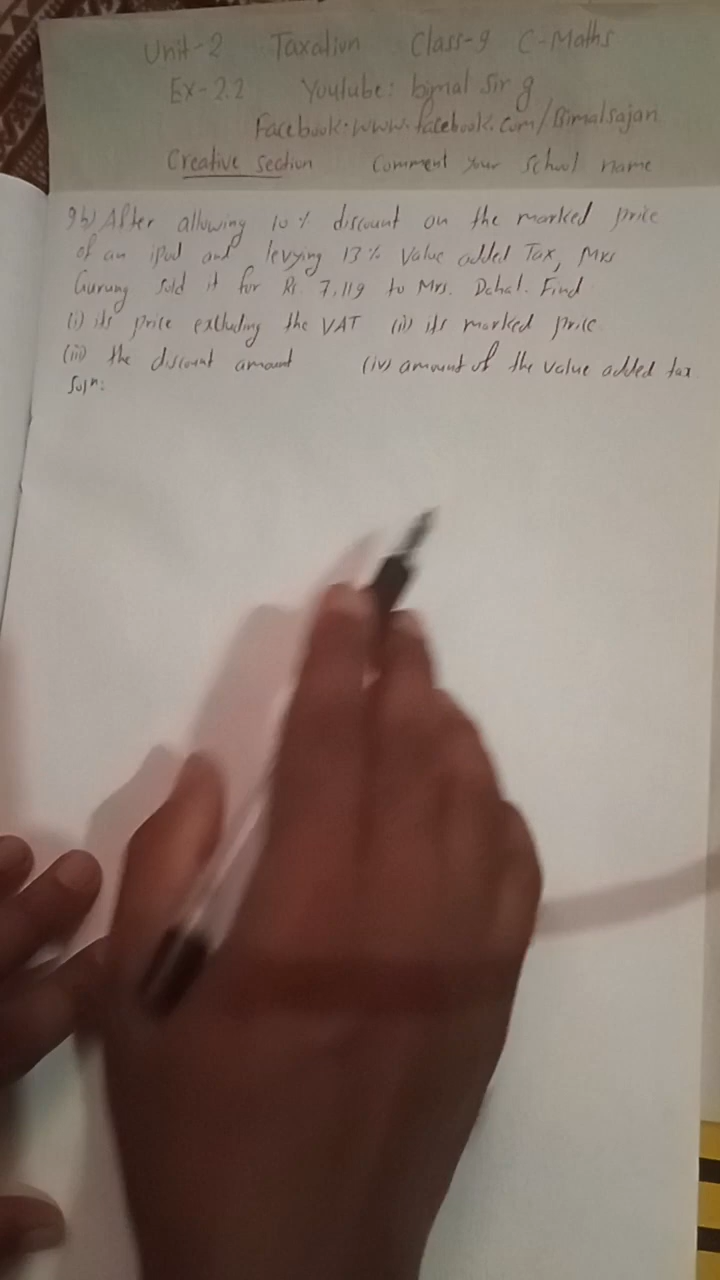 Unit-2 Taxation Class-9 C-Maths
Ex-2.2 Youtube: bimal sir g
Facebook:www.facebook.com/Bimalsajan
Creative section Comment your school name
9b) After allowing 10% discount on the marked price
of an ipod and levying 13% Value added Tax, Mrs
Gurung sold it for Rs 7,119 to Mrs. Dahal. Find
(i) its price excluding the VAT (ii) its marked price
(iii) the discount amount (iv) amount of the value added tax
Soln: